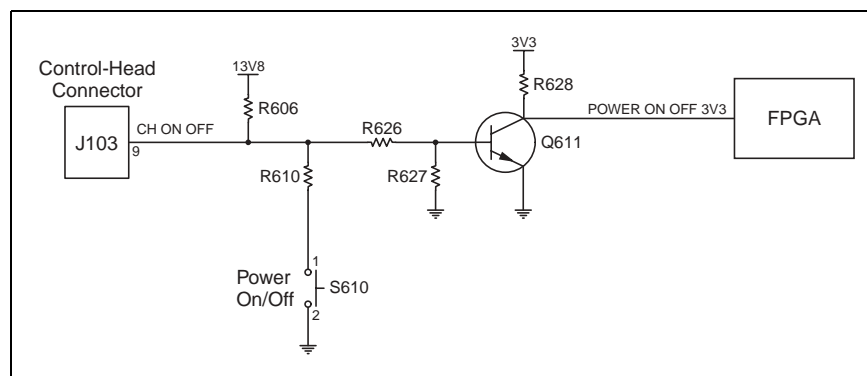 Control-Head
Connector
J103
9
CH ON OFF
13V8
R606
R610
R626
R627
3V3
R628
Q611
POWER ON OFF 3V3
FPGA
Power
On/Off
1
S610
2